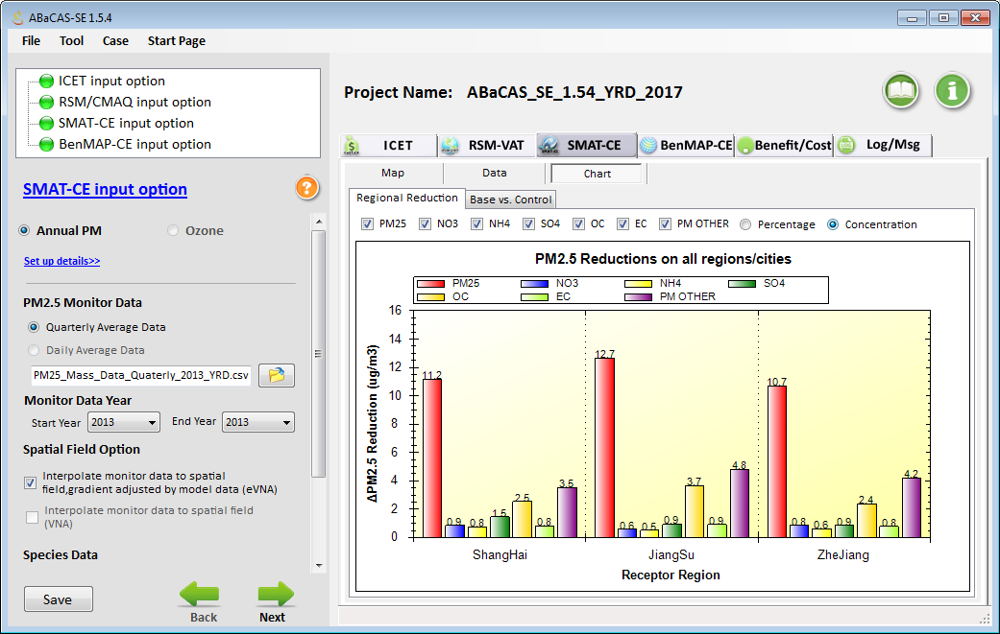 ABaCAS-SE 1.5.4
File Tool Case Start Page
ICET input option
RSM/CMAQ input option
SMAT-CE input option
BenMAP-CE input option
SMAT-CE input option
Annual PM Ozone
Set up details>>
PM2.5 Monitor Data
Quarterly Average Data
Daily Average Data
PM25_Mass_Data_Quaterly_2013_YRD.csv
Monitor Data Year
Start Year 2013 End Year 2013
Spatial Field Option
Interpolate monitor data to spatial
field,gradient adjusted by model data (eVNA)
Interpolate monitor data to spatial field
(VNA)
Species Data
Save Back Next
Project Name: ABaCAS_SE_1.54_YRD_2017
ICET RSM-VAT SMAT-CE BenMAP-CE Benefit/Cost Log/Msg
Map Data Chart
Regional Reduction Base vs. Control
PM25 NO3 NH4 SO4 OC EC PM OTHER Percentage Concentration
PM2.5 Reductions on all regions/cities
PM25 NO3 NH4 SO4
OC EC PM OTHER
ΔPM2.5 Reduction (ug/m3)
16
14
12
10
8
6
4
2
0
11.2 0.9 0.8 1.5 2.5 0.8 3.5
12.7 0.6 0.5 0.9 3.7 0.9 4.8
10.7 0.8 0.6 0.9 2.4 0.8 4.2
ShangHai JiangSu ZheJiang
Receptor Region